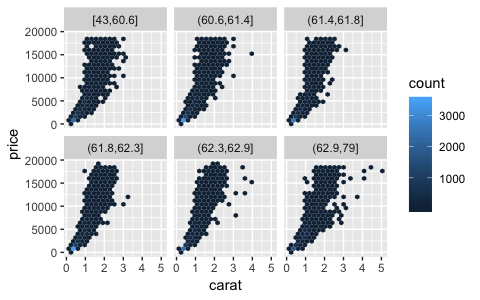 [43,60.6] (60.6,61.4] (61.4,61.8]
20000
15000
10000
5000
0
(61.8,62.3] (62.3,62.9] (62.9,79]
20000
15000
10000
5000
0
0 1 2 3 4 5 0 1 2 3 4 5 0 1 2 3 4 5
carat
price
count
3000
2000
1000